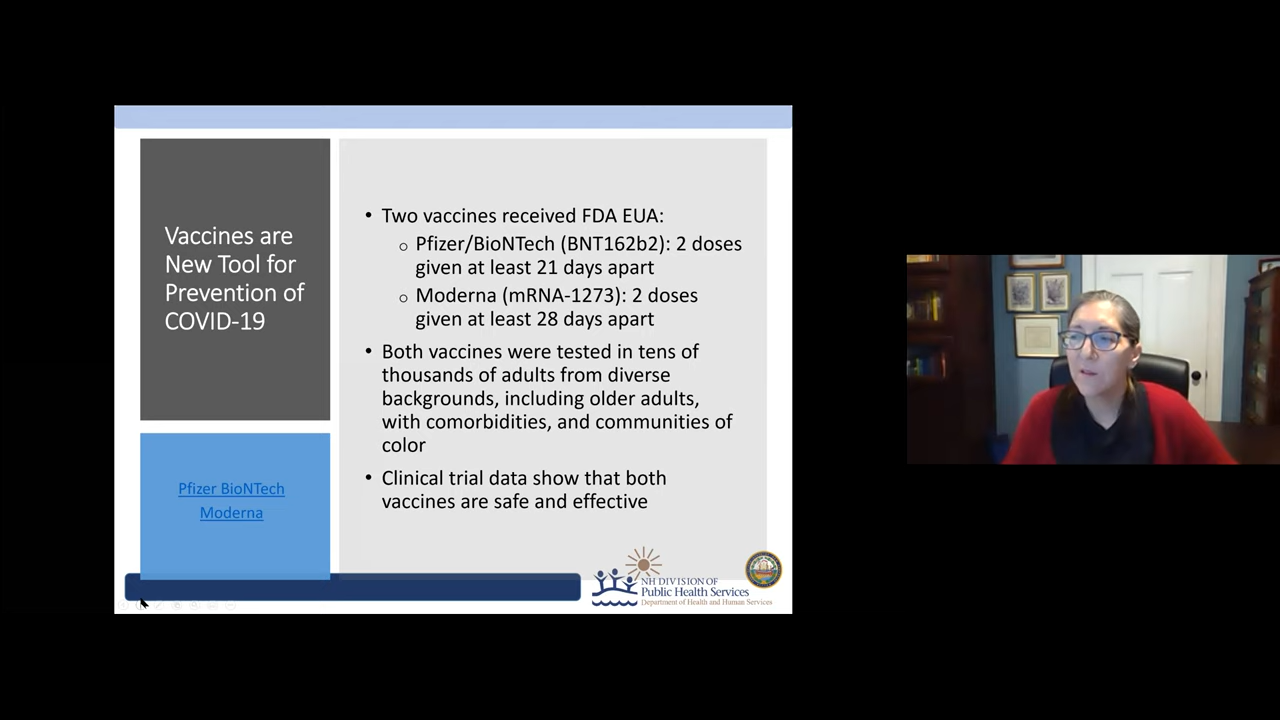 Vaccines are
New Tool for
Prevention of
COVID-19
Pfizer BioNTech
Moderna
• Two vaccines received FDA EUA:
o Pfizer/BioNTech (BNT162b2): 2 doses
given at least 21 days apart
o Moderna (mRNA-1273): 2 doses
given at least 28 days apart
• Both vaccines were tested in tens of
thousands of adults from diverse
backgrounds, including older adults,
with comorbidities, and communities of
color
• Clinical trial data show that both
vaccines are safe and effective
NH DIVISION OF
Public Health Services
Department of Health and Human Services